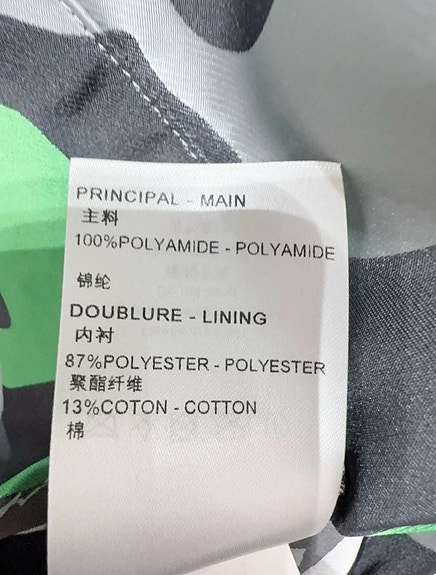 PRINCIPAL - MAIN
主料
100%POLYAMIDE - POLYAMIDE
锦纶
DOUBLURE - LINING
内衬
87%POLYESTER - POLYESTER
聚酯纤维
13%COTON - COTTON
棉